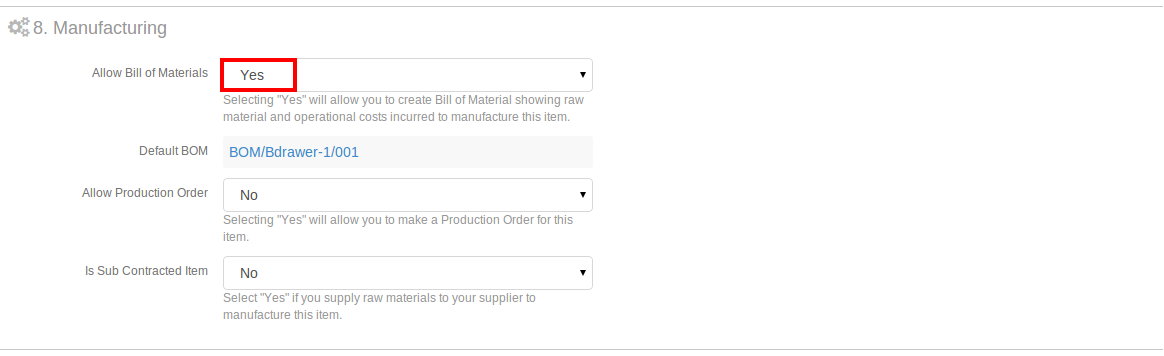 8. Manufacturing
Allow Bill of Materials
Yes
Selecting "Yes" will allow you to create Bill of Material showing raw
material and operational costs incurred to manufacture this item.
Default BOM
BOM/Bdrawer-1/001
Allow Production Order
No
Selecting "Yes" will allow you to make a Production Order for this
item.
Is Sub Contracted Item
No
Select "Yes" if you supply raw materials to your supplier to
manufacture this item.